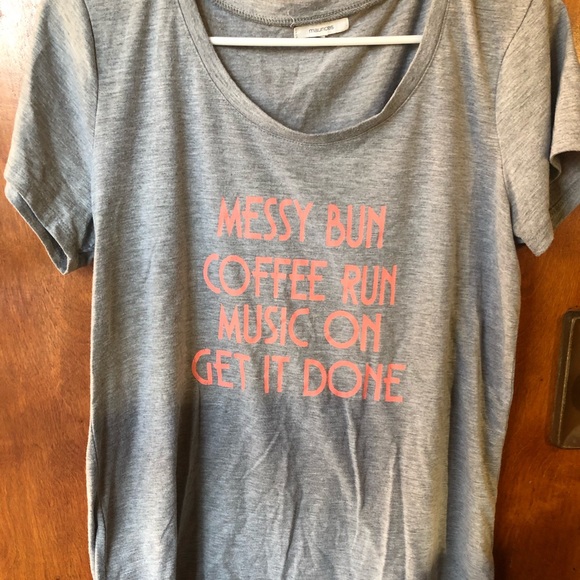 maurices
MESSY BUN
COFFEE RUN
MUSIC ON
GET IT DONE